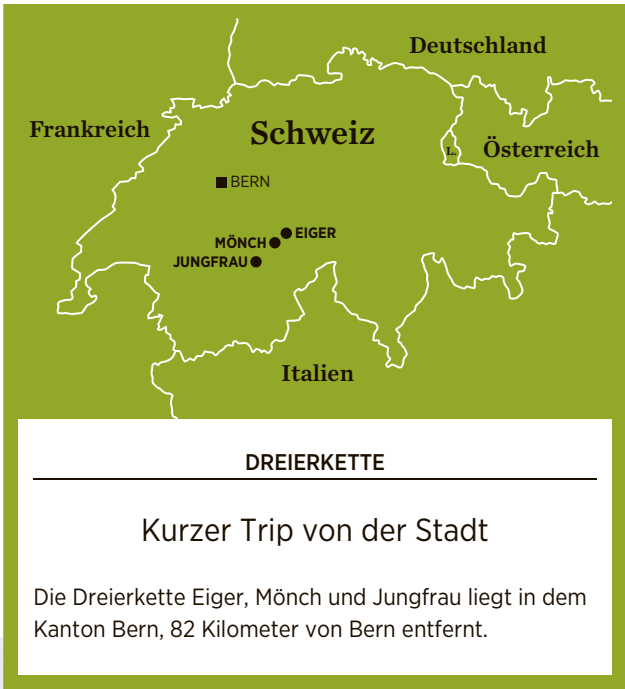 Deutschland
Frankreich
Schweiz
L.
Österreich
BERN
EIGER
MÖNCH
JUNGFRAU
Italien
DREIERKETTE
Kurzer Trip von der Stadt
Die Dreierkette Eiger, Mönch und Jungfrau liegt in dem
Kanton Bern, 82 Kilometer von Bern entfernt.